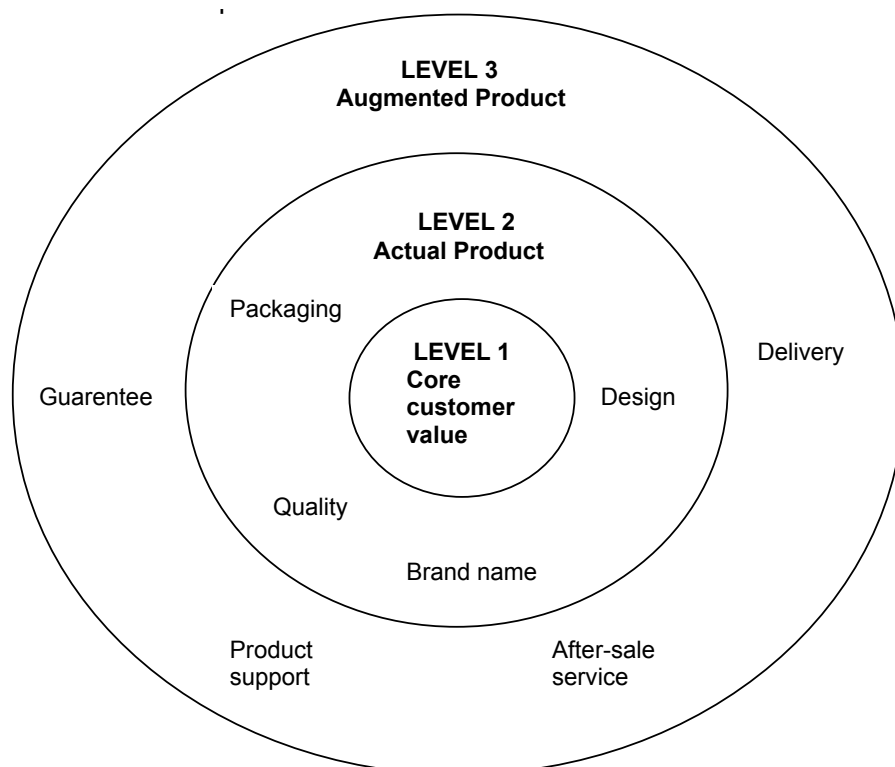 LEVEL 3
Augmented Product
LEVEL 2
Actual Product
Packaging
LEVEL 1
Core
customer
value
Delivery
Guarentee
Design
Quality
Brand name
Product
support
After-sale
service